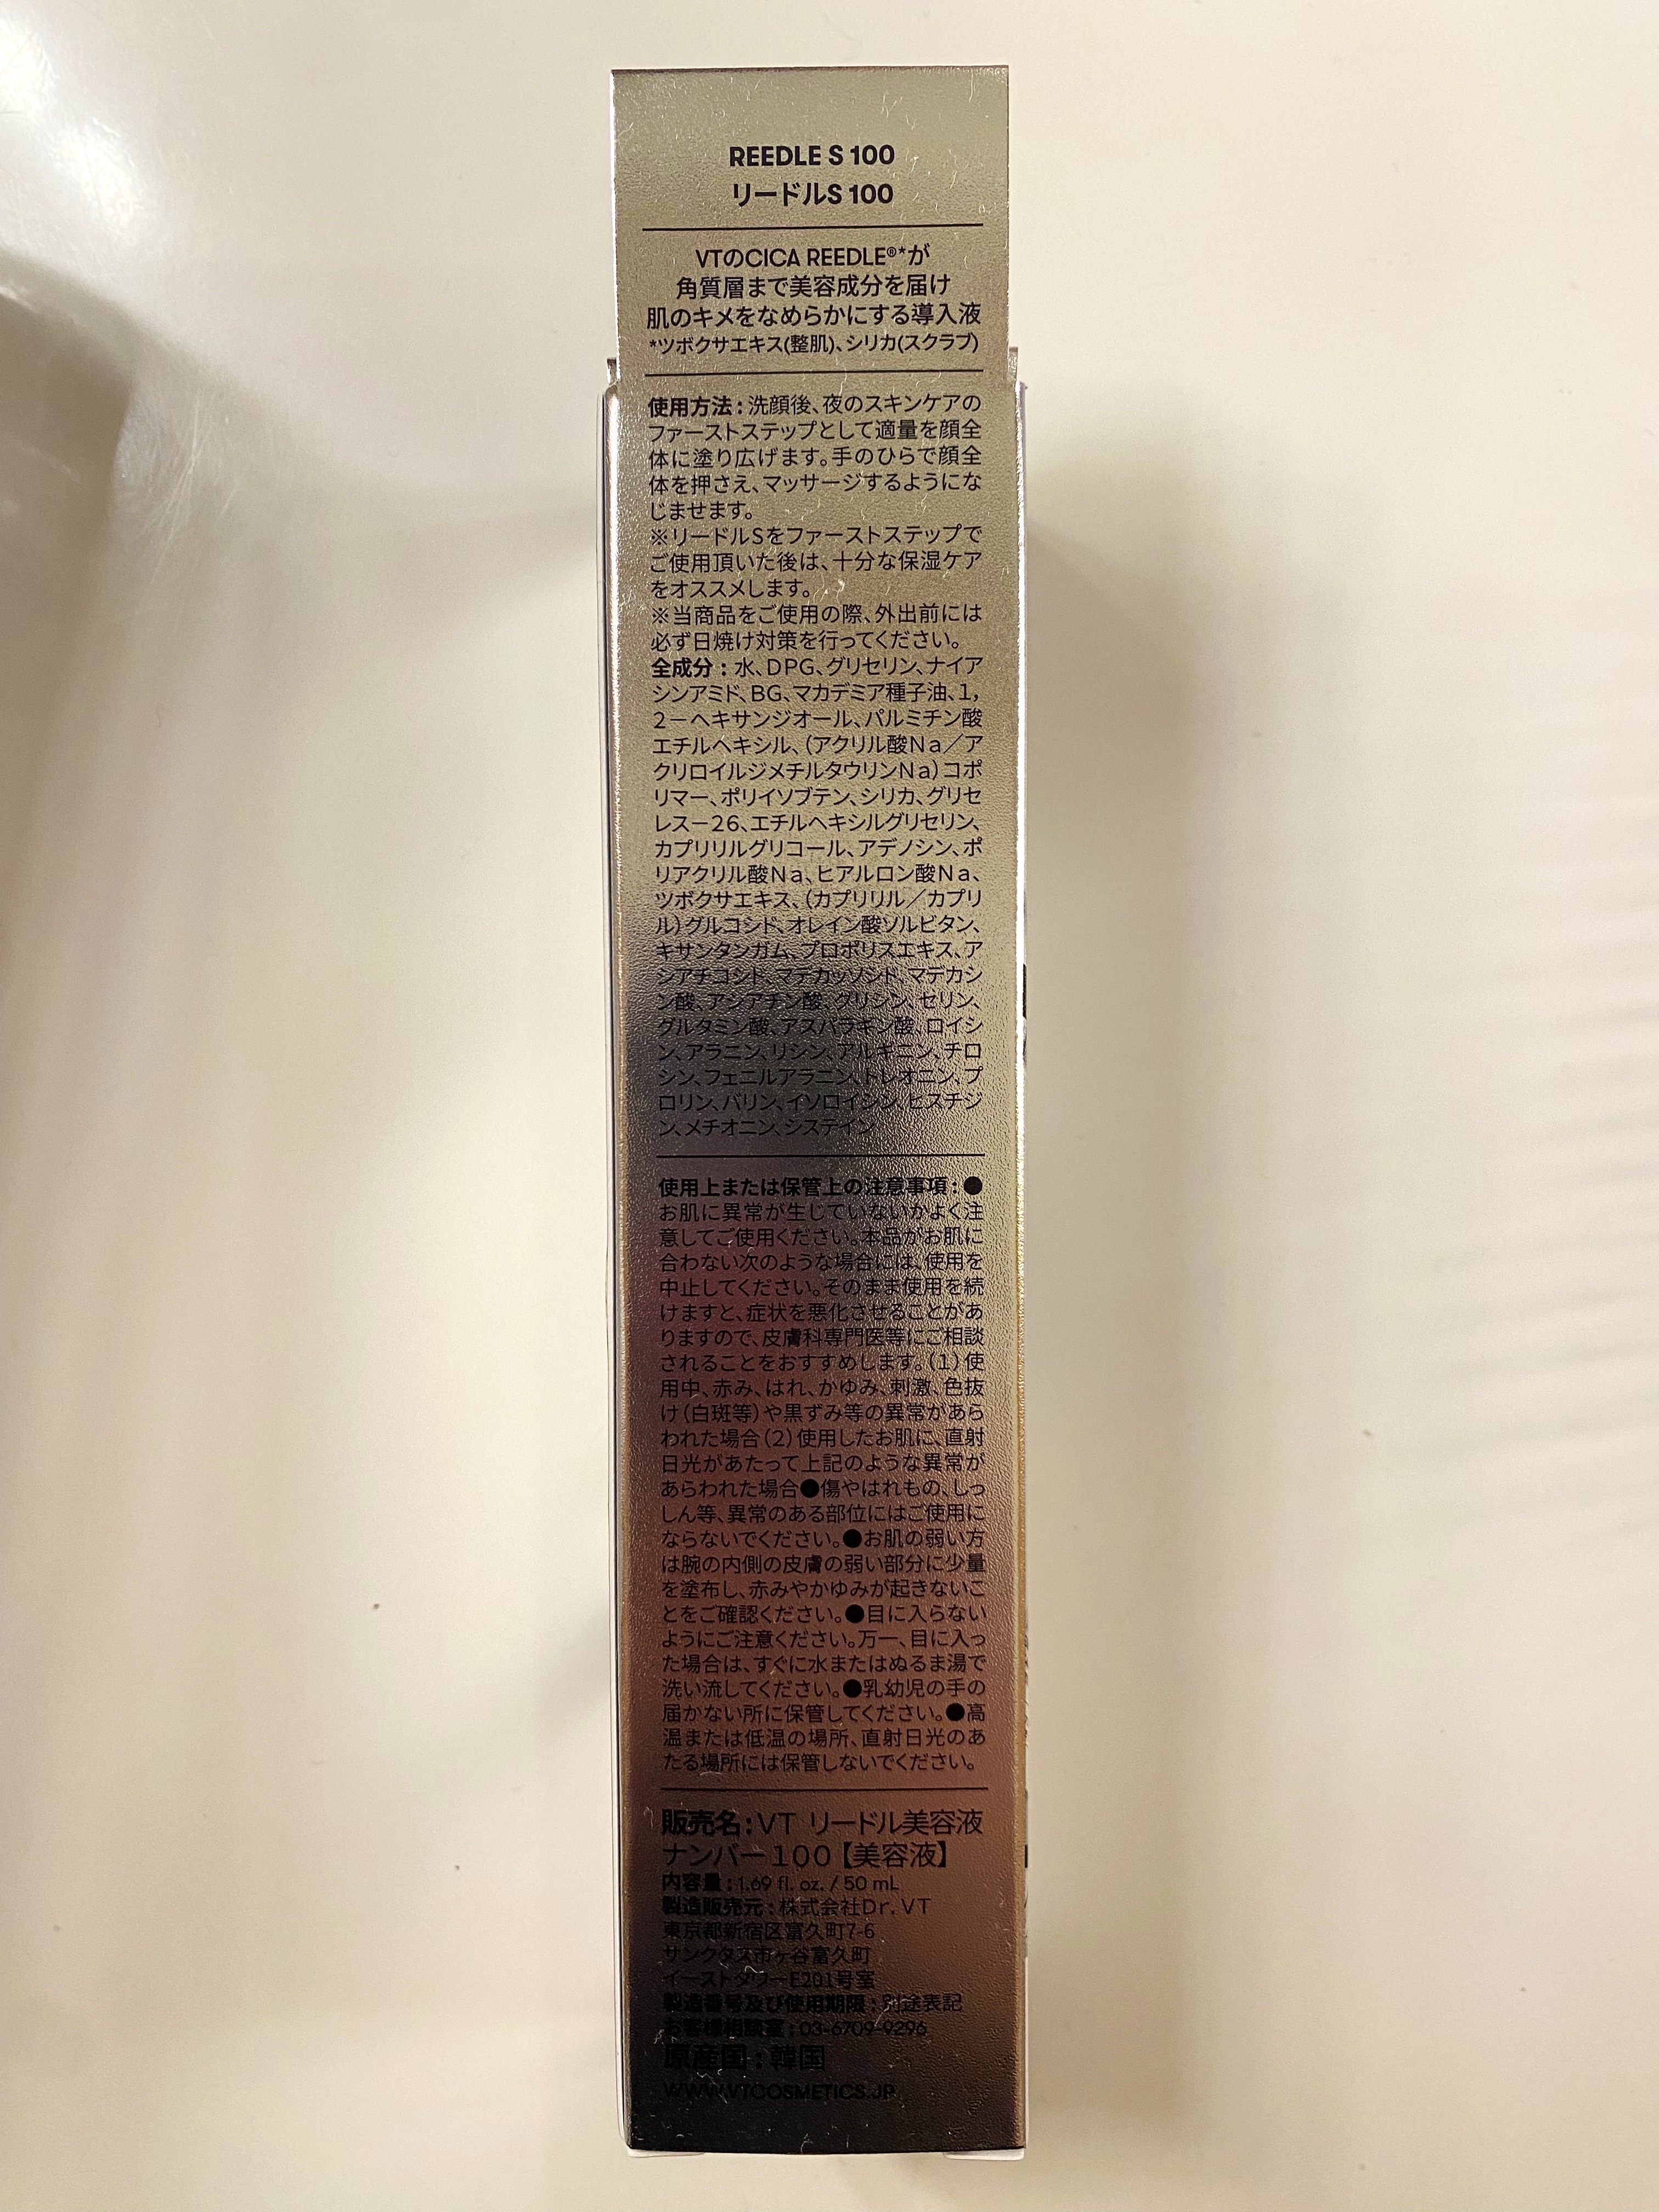 REEDLE S 100
リードルS 100
VTのCICA REEDLE®*が
角質層まで美容成分を届け
肌のキメをなめらかにする導入液
*ツボクサエキス(整肌)、シリカ(スクラブ)
使用方法：洗顔後、夜のスキンケアの
ファーストステップとして適量を顔全
体に塗り広げます。手のひらで顔全
体を押さえ、マッサージするようにな
じませます。
※リードルSをファーストステップで
ご使用頂いた後は、十分な保湿ケア
をオススメします。
※当商品をご使用の際、外出前には
必ず日焼け対策を行ってください。
全成分：水、DPG、グリセリン、ナイア
シンアミド、BG、マカデミア種子油、1,
2－ヘキサンジオール、パルミチン酸
エチルヘキシル、（アクリル酸Ｎａ／ア
クリロイルジメチルタウリンＮａ）コポ
リマー、ポリイソブテン、シリカ、グリセ
レス－26、エチルヘキシルグリセリン、
カプリリルグリコール、アデノシン、ポ
リアクリル酸Ｎａ、ヒアルロン酸Ｎａ、
ツボクサエキス、（カプリリル／カプリ
ル）グルコシド、オレイン酸ソルビタン、
キサンタンガム、プロポリスエキス、ア
シアチコシド、マデカッソシド、マデカシ
ン酸、アシアチン酸、グリシン、セリン、
グルタミン酸、アスパラギン酸、ロイシ
ン、アラニン、リシン、アルギニン、チロ
シン、フェニルアラニン、トレオニン、プ
ロリン、バリン、イソロイシン、ヒスチジ
ン、メチオニン、システイン
使用上または保管上の注意事項：●
お肌に異常が生じていないかよく注
意してご使用ください。本品がお肌に
合わない次のような場合には、使用を
中止してください。そのまま使用を続
けますと、症状を悪化させることがあ
りますので、皮膚科専門医等にご相談
されることをおすすめします。（1）使
用中、赤み、はれ、かゆみ、刺激、色抜
け（白斑等）や黒ずみ等の異常があら
われた場合（2）使用したお肌に、直射
日光があたって上記のような異常が
あらわれた場合●傷やはれもの、しっ
しん等、異常のある部位にはご使用に
ならないでください。●お肌の弱い方
は腕の内側の皮膚の弱い部分に少量
を塗布し、赤みやかゆみが起きないこ
とをご確認ください。●目に入らない
ようにご注意ください。万一、目に入っ
た場合は、すぐに水またはぬるま湯で
洗い流してください。●乳幼児の手の
届かない所に保管してください。●高
温または低温の場所、直射日光のあ
たる場所には保管しないでください。
販売名：ＶＴ リードル美容液
ナンバー１００【美容液】
内容量：1.69 fl. oz. / 50 mL
製造販売元：株式会社Ｄｒ．ＶＴ
東京都新宿区富久町7-6
サンクタス市ヶ谷富久町
イーストタワーE201号室
製造番号及び使用期限：別途表記
お客様相談室：03-6709-9296
原産国：韓国
WWW.VTCOSMETICS.JP